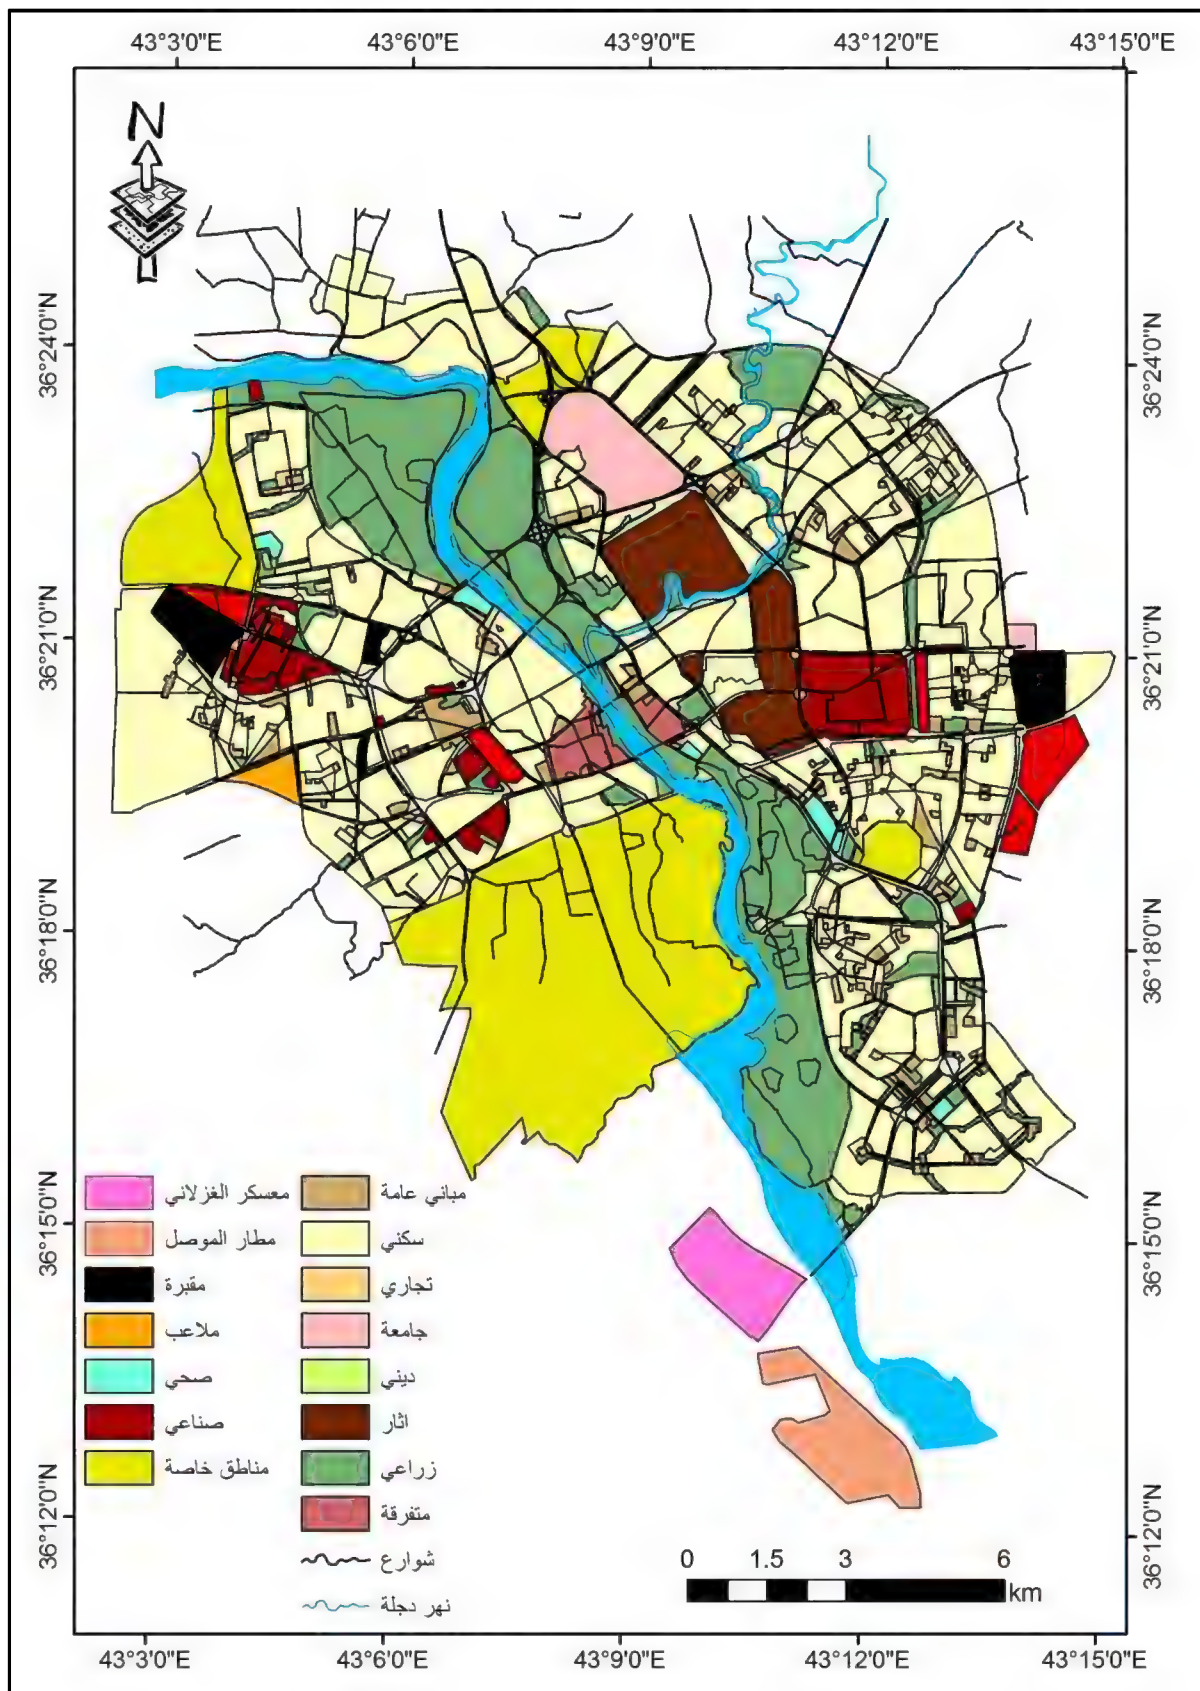 43°3'0"E 43°6'0"E 43°9'0"E 43°12'0"E 43°15'0"E
N
36°24'0"N
36°21'0"N
36°18'0"N
36°15'0"N
36°12'0"N
36°24'0"N
36°21'0"N
36°18'0"N
36°15'0"N
36°12'0"N
معسكر الغزلاني
مطار الموصل
مقبرة
ملاعب
صحي
صناعي
مناطق خاصة
مباني عامة
سكني
تجاري
جامعة
ديني
اثار
زراعي
متفرقة
شوارع
نهر دجلة
0 1.5 3 6
km
43°3'0"E 43°6'0"E 43°9'0"E 43°12'0"E 43°15'0"E